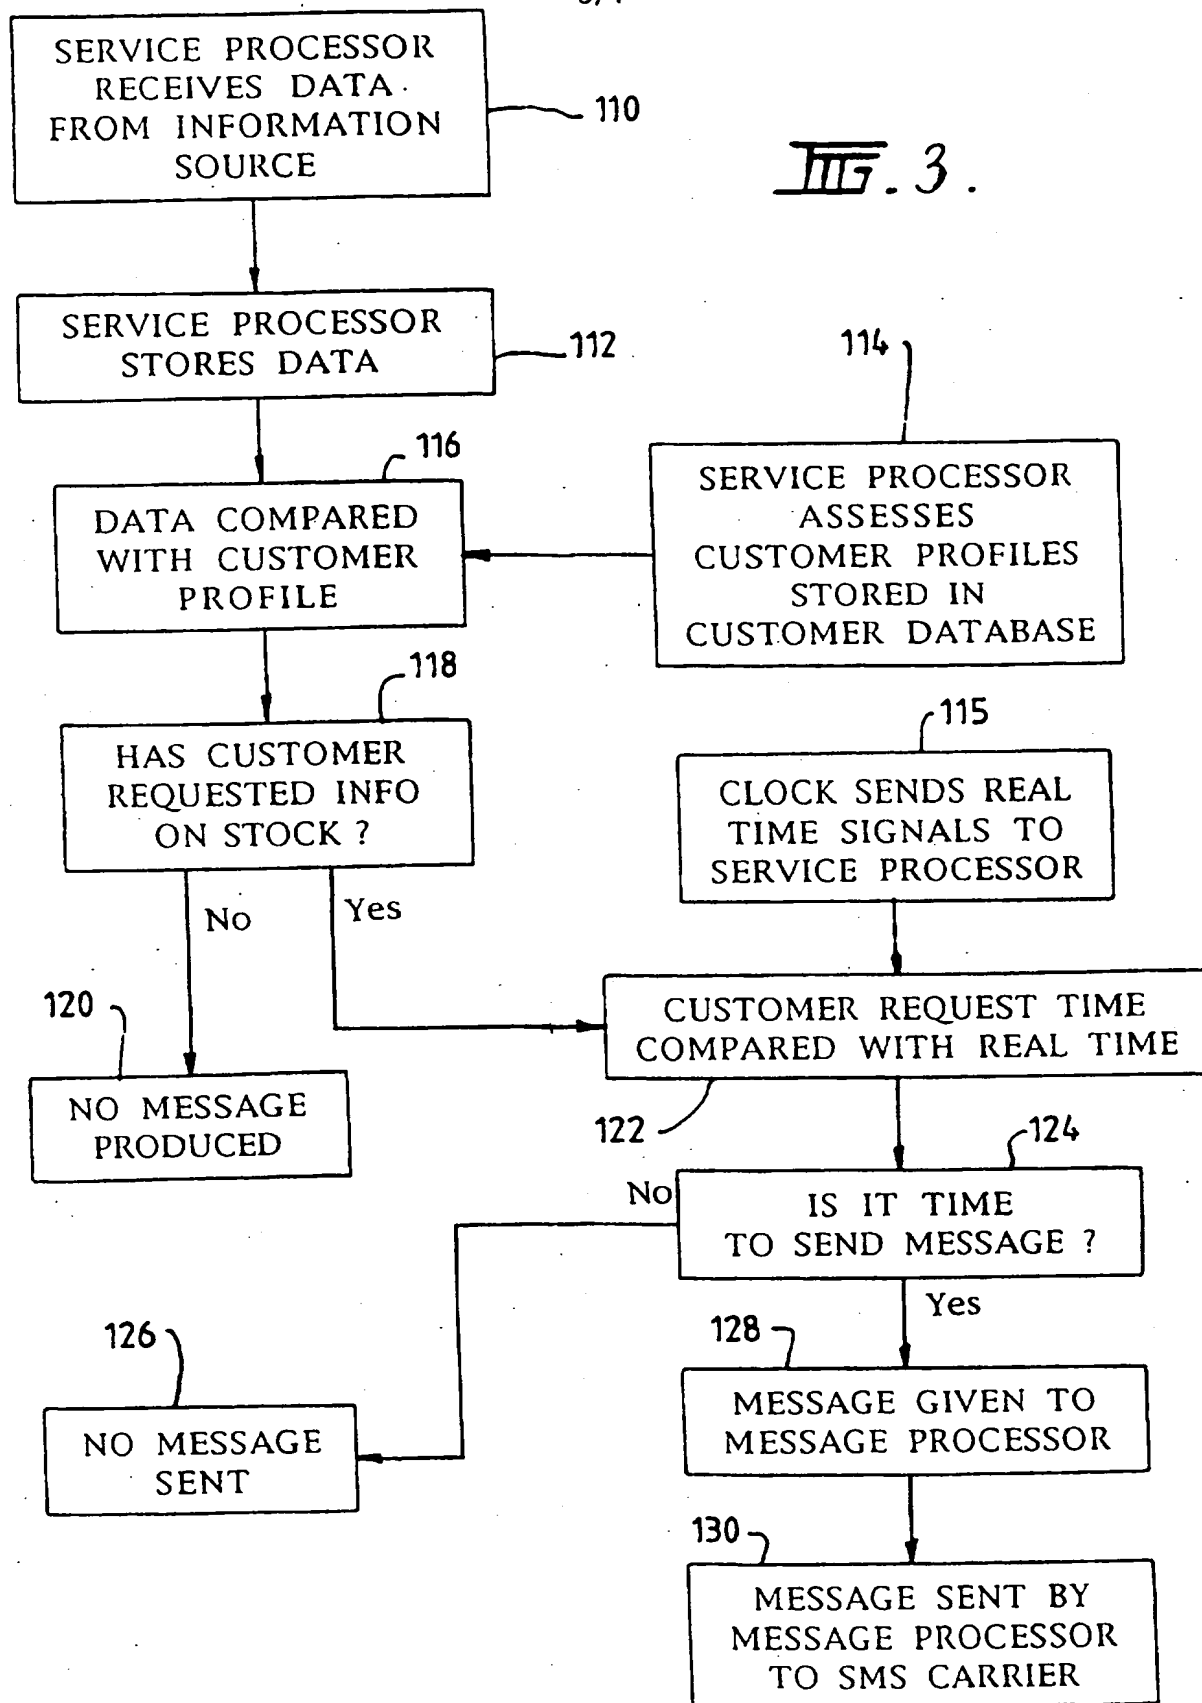 SERVICE PROCESSOR
RECEIVES DATA
FROM INFORMATION
SOURCE
110
FIG. 3.
SERVICE PROCESSOR
STORES DATA
112
114
116
DATA COMPARED
WITH CUSTOMER
PROFILE
SERVICE PROCESSOR
ASSESSES
CUSTOMER PROFILES
STORED IN
CUSTOMER DATABASE
118
HAS CUSTOMER
REQUESTED INFO
ON STOCK ?
115
CLOCK SENDS REAL
TIME SIGNALS TO
SERVICE PROCESSOR
No
Yes
120
NO MESSAGE
PRODUCED
CUSTOMER REQUEST TIME
COMPARED WITH REAL TIME
122
124
No
IS IT TIME
TO SEND MESSAGE ?
Yes
126
NO MESSAGE
SENT
128
MESSAGE GIVEN TO
MESSAGE PROCESSOR
130
MESSAGE SENT BY
MESSAGE PROCESSOR
TO SMS CARRIER